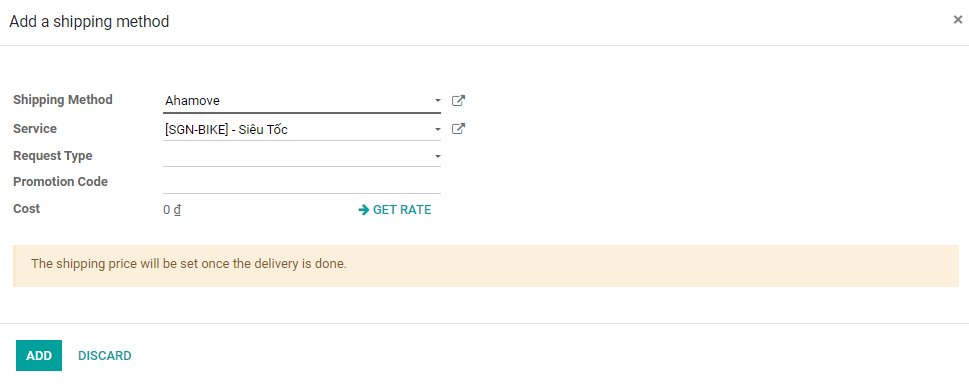 Add a shipping method ×
Shipping Method Ahamove
Service [SGN-BIKE] - Siêu Tốc
Request Type
Promotion Code
Cost 0 ₫ GET RATE
The shipping price will be set once the delivery is done.
ADD DISCARD